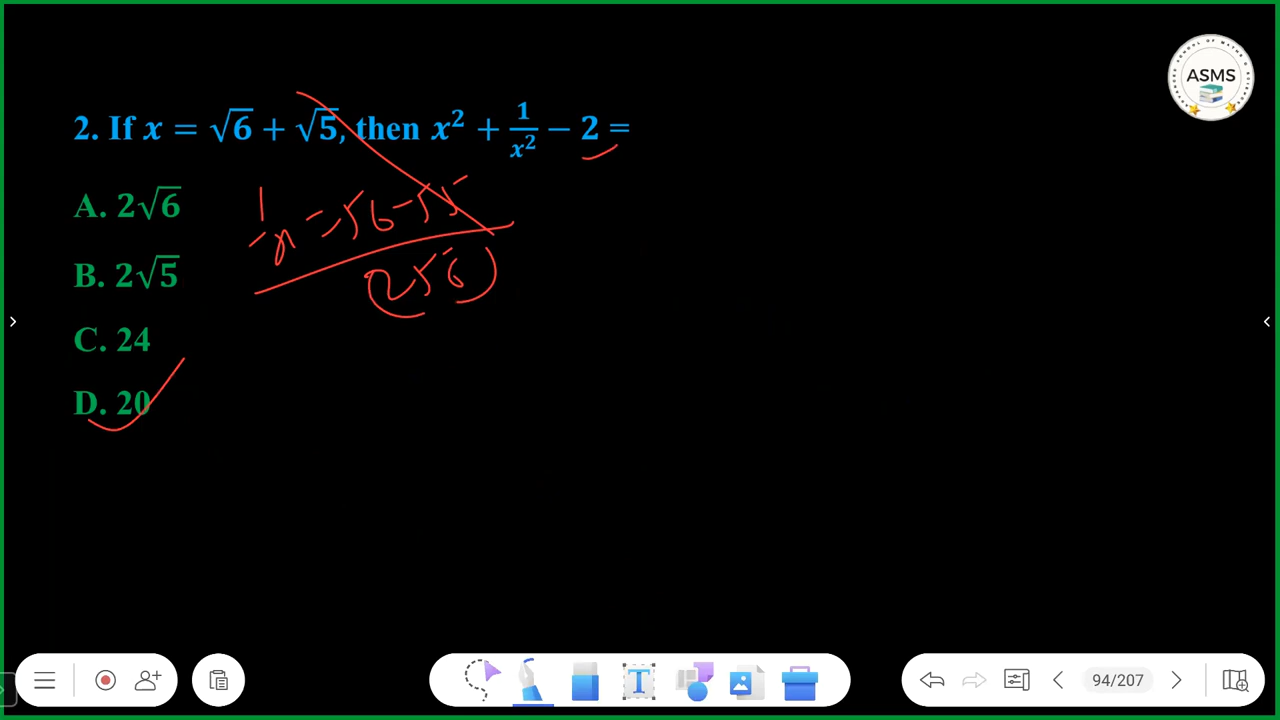 ASMS
2. If x = √6 + √5, then x² + 1/x² − 2 =
A. 2√6
1/x = √6 − √5
B. 2√5
2√6
C. 24
D. 20
94/207